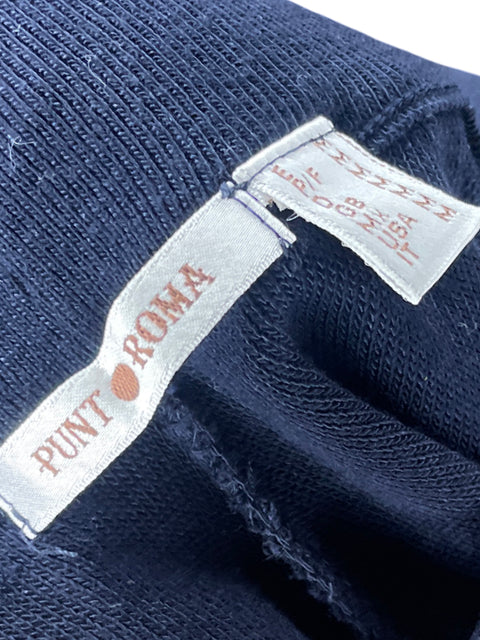 PUNT ROMA
E M
P/F M
D M
GB M
MX M
USA M
IT M